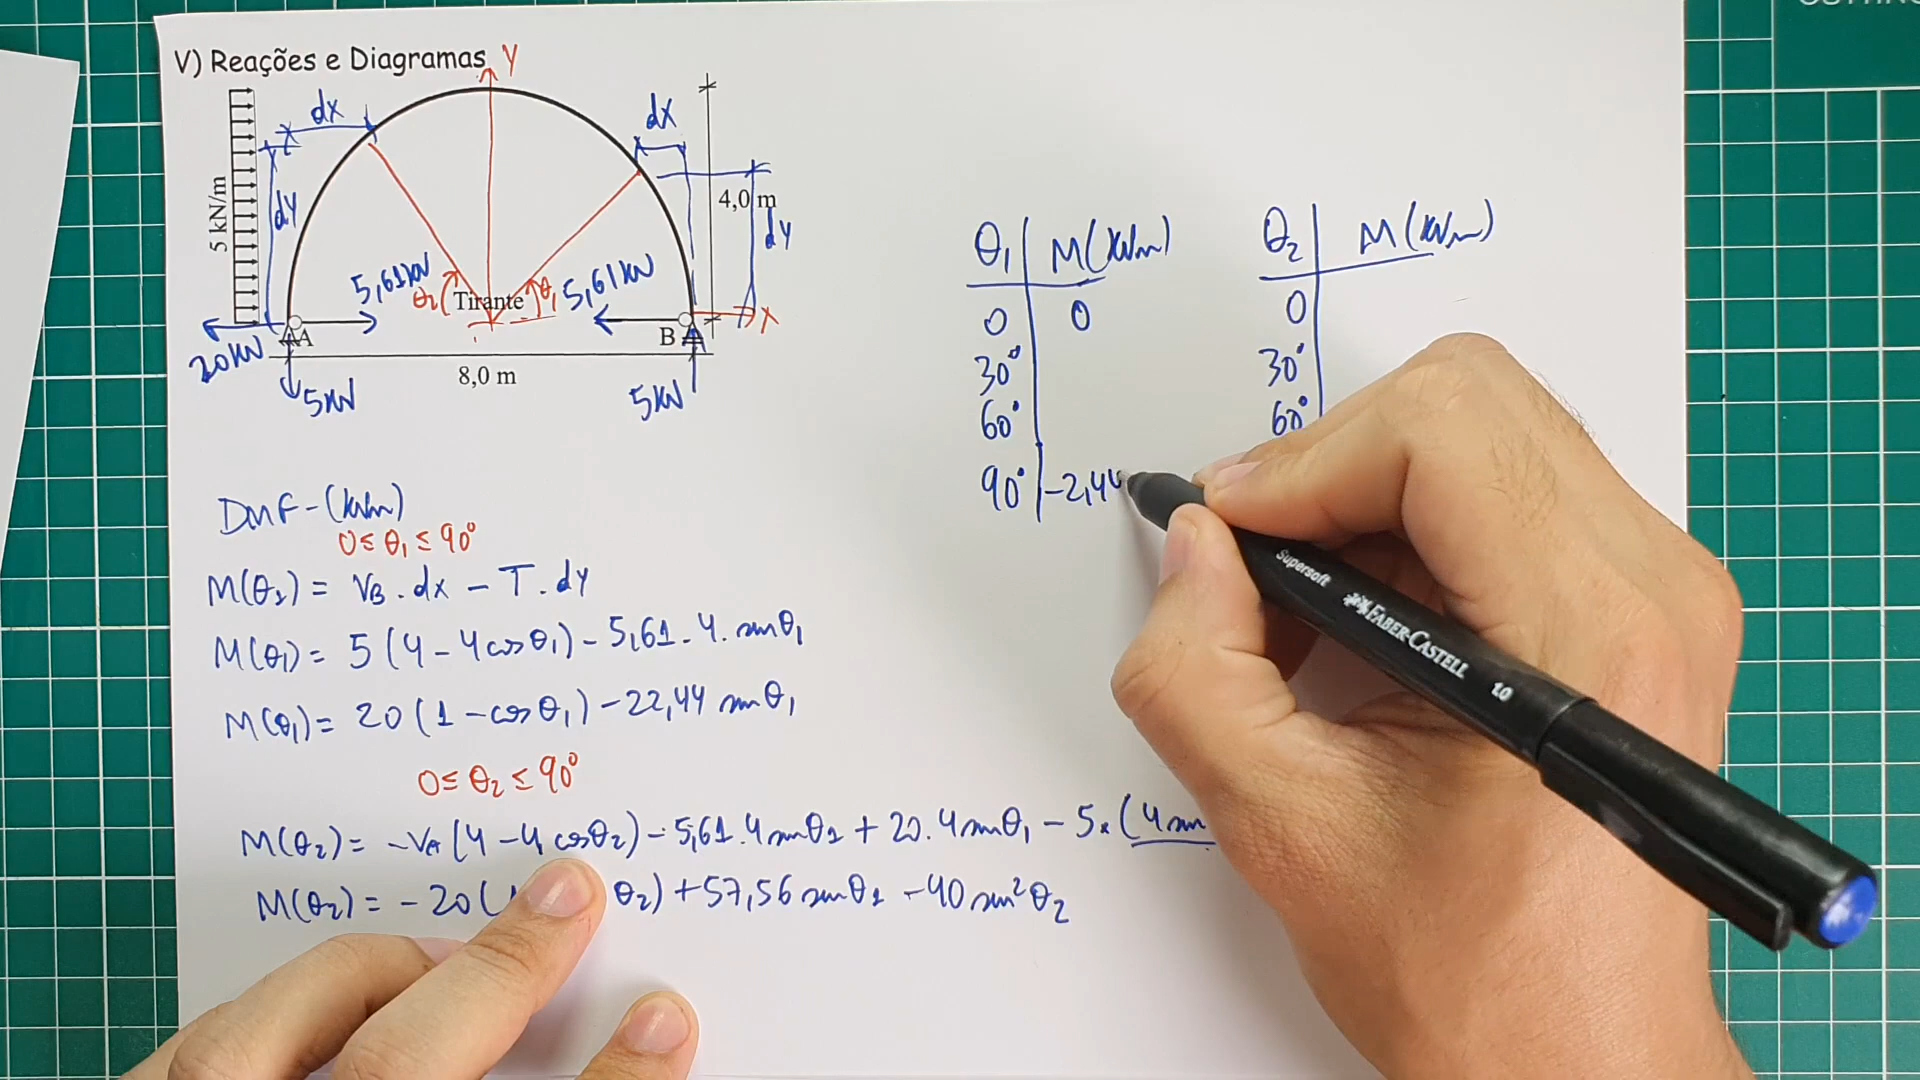 V) Reações e Diagramas
Y
dx
dx
5 kN/m
dy
4,0 m
dy
5,61kN
θ2
Tirante
θ1
5,61kN
X
20kN
A
B
8,0 m
5kN
5kN
θ1 M(kNm)
0 0
30°
60°
90° -2,44
θ2 M(kNm)
0
30°
60°
DMF-(kNm)
0≤ θ1 ≤ 90°
M(θ1) = VB . dx - T . dy
M(θ1) = 5 (4 - 4cosθ1) - 5,61 . 4 . senθ1
M(θ1) = 20 (1 - cosθ1) - 22,44 senθ1
0≤ θ2 ≤ 90°
M(θ2) = -VA (4 - 4 cosθ2) - 5,61.4senθ2 + 20.4senθ1 - 5x (4sen
M(θ2) = - 20 ( θ2) + 57,56 senθ2 - 40 sen²θ2
Supersoft
FABER-CASTELL
1.0